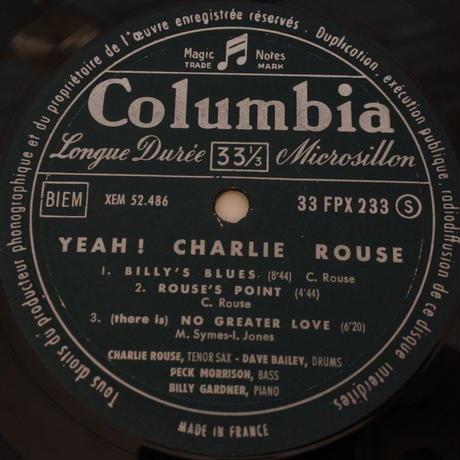 Tous droits du producteur phonographique et du propriétaire de l'Œuvre enregistrée réservés. Duplication, exécution publique, radiodiffusion de ce disque interdites.
Magic Notes
TRADE MARK
Columbia
Longue Durée 33⅓ Microsillon
BIEM XEM 52.486 33 FPX 233 S
YEAH! CHARLIE ROUSE
1. BILLY'S BLUES (8'44) C. Rouse
2. ROUSE'S POINT (4'44)
C. Rouse
3. (there is) NO GREATER LOVE (6'20)
M. Symes-I. Jones
CHARLIE ROUSE, TENOR SAX - DAVE BAILEY, DRUMS
PECK MORRISON, BASS
BILLY GARDNER, PIANO
MADE IN FRANCE